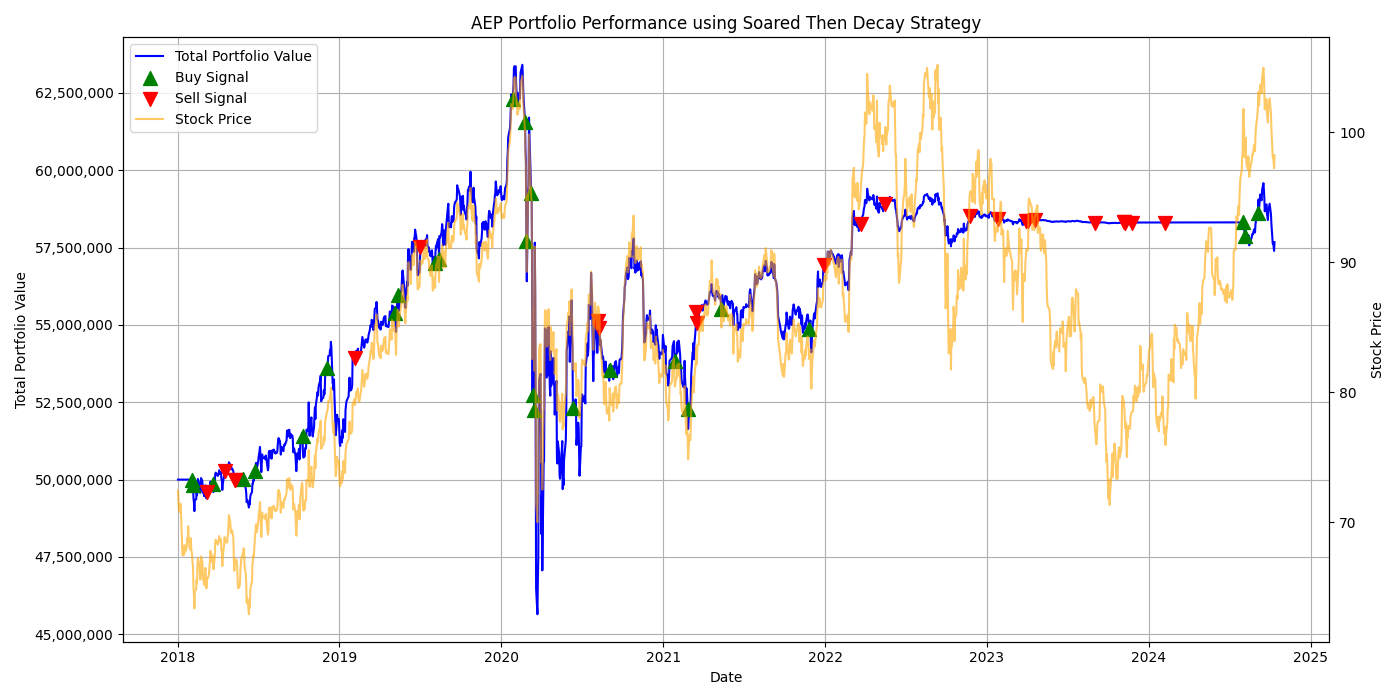 AEP Portfolio Performance using Soared Then Decay Strategy
Total Portfolio Value
Buy Signal
Sell Signal
Stock Price
62,500,000
60,000,000
57,500,000
55,000,000
52,500,000
50,000,000
47,500,000
45,000,000
Total Portfolio Value
100
90
80
70
Stock Price
2018
2019
2020
2021
2022
2023
2024
2025
Date